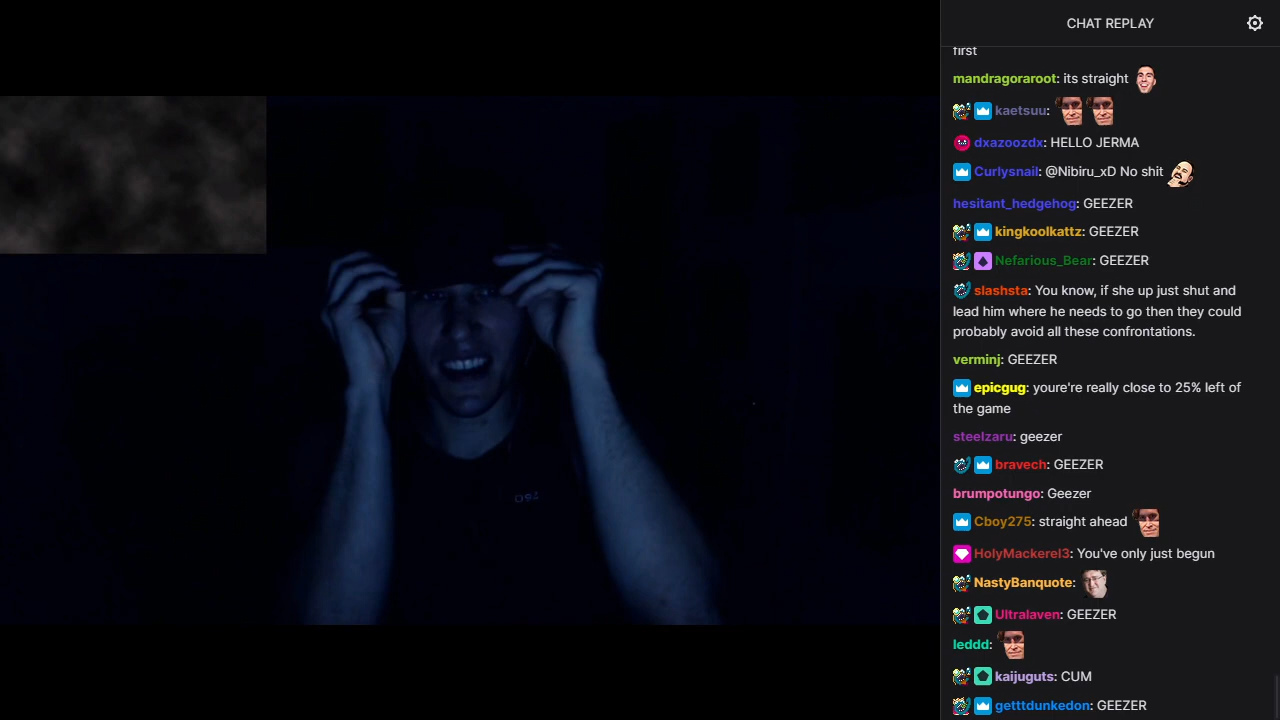 CHAT REPLAY
first
mandragoraroot: its straight
kaetsuu:
dxazoozdx: HELLO JERMA
Curlysnail: @Nibiru_xD No shit
hesitant_hedgehog: GEEZER
kingkoolkattz: GEEZER
Nefarious_Bear: GEEZER
slashsta: You know, if she up just shut and
lead him where he needs to go then they could
probably avoid all these confrontations.
verminj: GEEZER
epicgug: youre're really close to 25% left of
the game
steelzaru: geezer
bravech: GEEZER
brumpotungo: Geezer
Cboy275: straight ahead
HolyMackerel3: You've only just begun
NastyBanquote:
Ultralaven: GEEZER
leddd:
kaijuguts: CUM
getttdunkedon: GEEZER